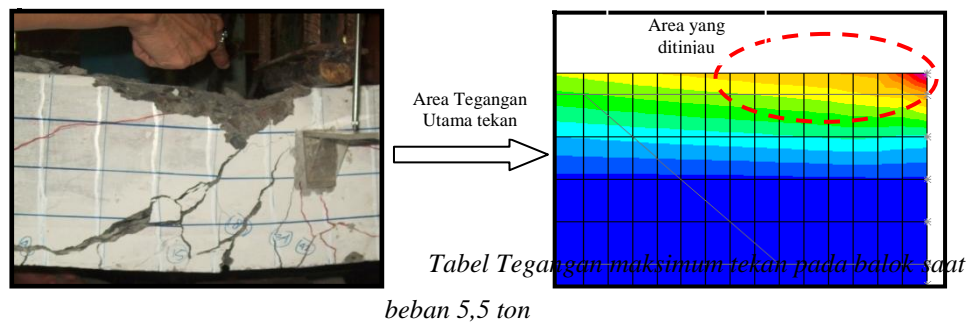 Area yang
ditinjau
Area Tegangan
Utama tekan
Tabel Tegangan maksimum tekan pada balok saat
beban 5,5 ton